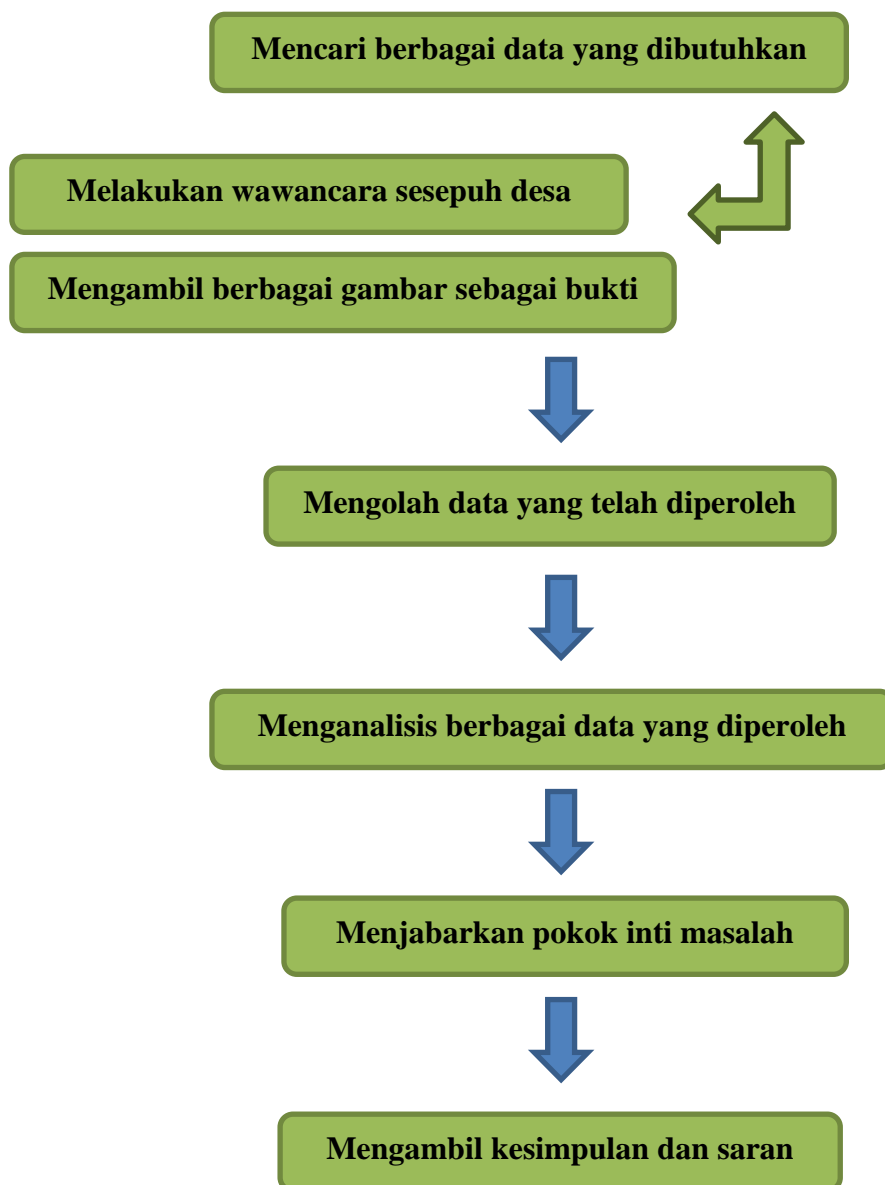 Mencari berbagai data yang dibutuhkan
Melakukan wawancara sesepuh desa
Mengambil berbagai gambar sebagai bukti
Mengolah data yang telah diperoleh
Menganalisis berbagai data yang diperoleh
Menjabarkan pokok inti masalah
Mengambil kesimpulan dan saran